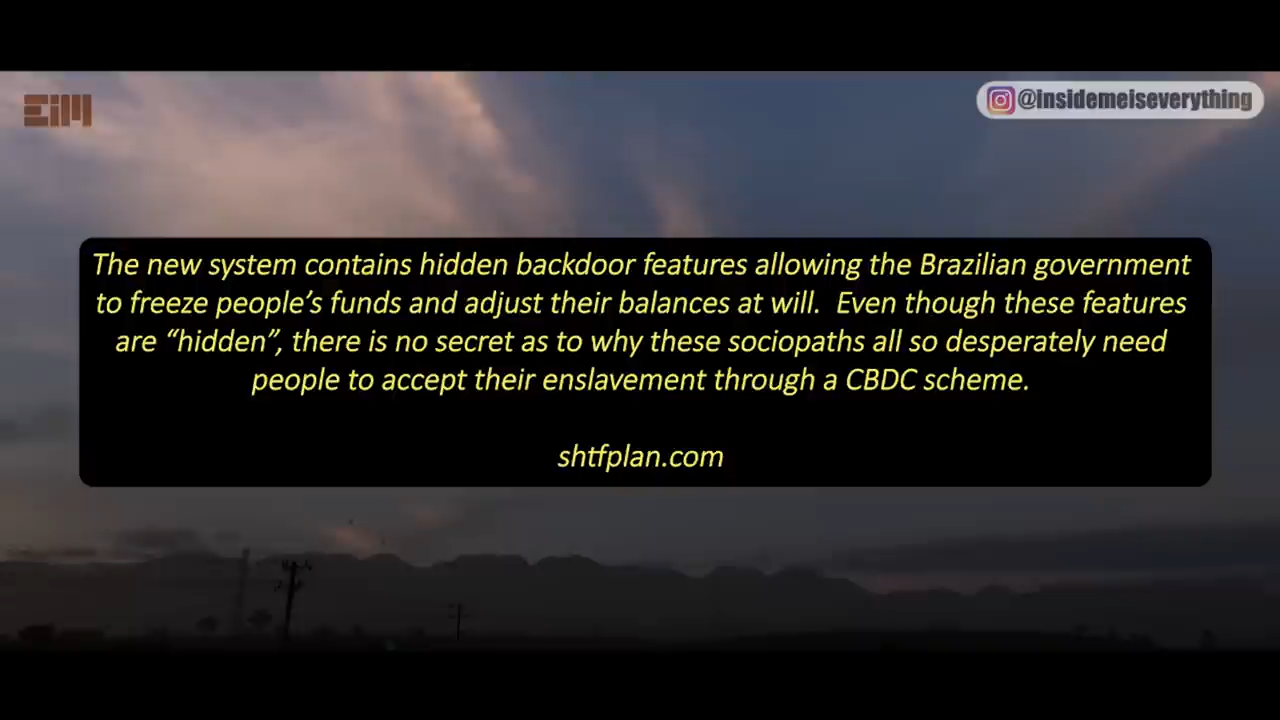 EiM
@insidemeiseverything
The new system contains hidden backdoor features allowing the Brazilian government
to freeze people’s funds and adjust their balances at will.  Even though these features
are “hidden”, there is no secret as to why these sociopaths all so desperately need
people to accept their enslavement through a CBDC scheme.
shtfplan.com